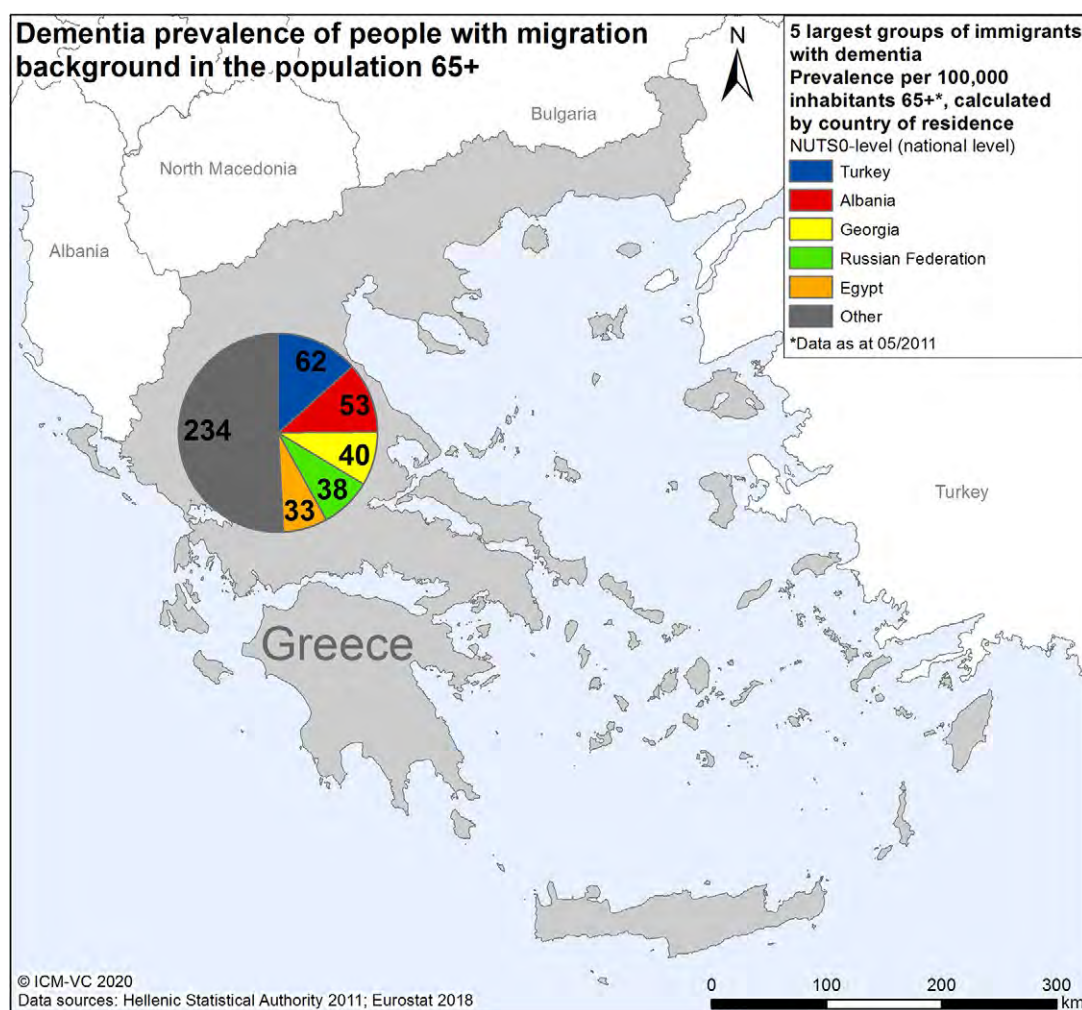 Dementia prevalence of people with migration
background in the population 65+
N
5 largest groups of immigrants
with dementia
Prevalence per 100,000
inhabitants 65+*, calculated
by country of residence
NUTS0-level (national level)
Turkey
Albania
Georgia
Russian Federation
Egypt
Other
*Data as at 05/2011
Bulgaria
North Macedonia
Albania
62
53
234
40
38
33
Turkey
Greece
© ICM-VC 2020
Data sources: Hellenic Statistical Authority 2011; Eurostat 2018
0 100 200 300
km